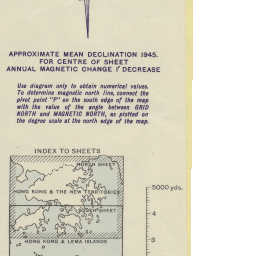 APPROXIMATE MEAN DECLINATION 1945.
FOR CENTRE OF SHEET
ANNUAL MAGNETIC CHANGE 1' DECREASE
Use diagram only to obtain numerical values.
To determine magnetic north line, connect the
pivot point "P" on the south edge of the map
with the value of the angle between GRID
NORTH and MAGNETIC NORTH, as plotted on
the degree scale at the north edge of the map.
INDEX TO SHEETS
NORTH SHEET
HONG KONG & THE NEW TERRITORIES
SOUTH SHEET
HONG KONG & LEMA ISLANDS
5000 yds.
4
3